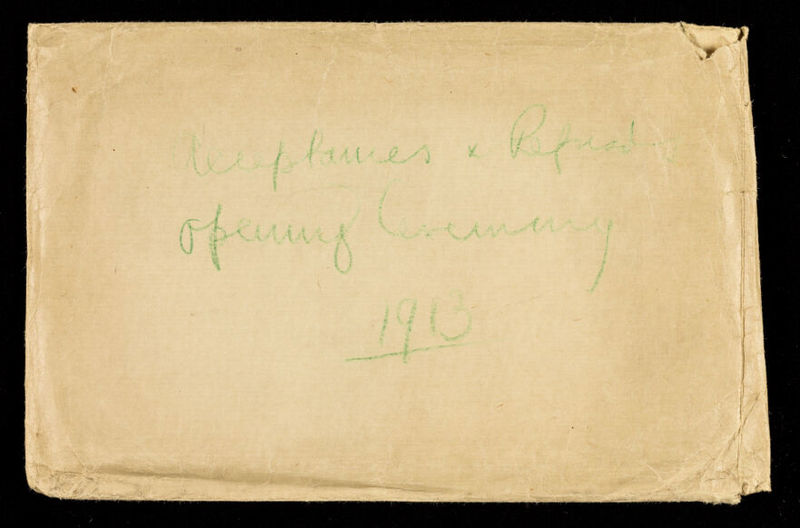 Acceptances & Refusals
opening Ceremony
1913